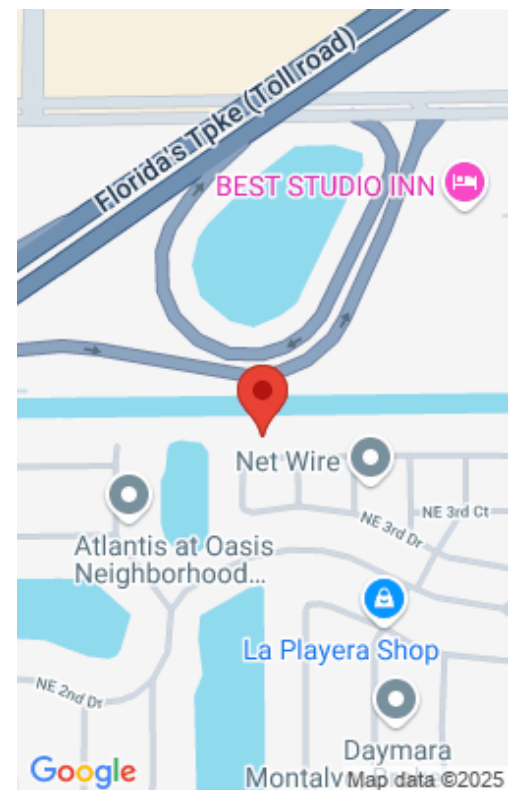 Florida's Tpke (Toll road)
BEST STUDIO INN
Net Wire
NE 3rd Ct
NE 3rd Dr
Atlantis at Oasis
Neighborhood...
La Playera Shop
NE 2nd Dr
Daymara
Google
Map data ©2025